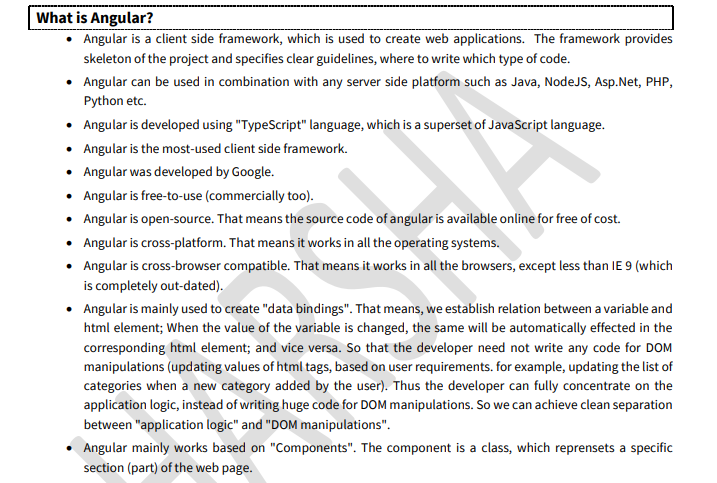 What is Angular?
• Angular is a client side framework, which is used to create web applications. The framework provides
skeleton of the project and specifies clear guidelines, where to write which type of code.
• Angular can be used in combination with any server side platform such as Java, NodeJS, Asp.Net, PHP,
Python etc.
• Angular is developed using "TypeScript" language, which is a superset of JavaScript language.
• Angular is the most-used client side framework.
• Angular was developed by Google.
• Angular is free-to-use (commercially too).
• Angular is open-source. That means the source code of angular is available online for free of cost.
• Angular is cross-platform. That means it works in all the operating systems.
• Angular is cross-browser compatible. That means it works in all the browsers, except less than IE 9 (which
is completely out-dated).
• Angular is mainly used to create "data bindings". That means, we establish relation between a variable and
html element; When the value of the variable is changed, the same will be automatically effected in the
corresponding html element; and vice versa. So that the developer need not write any code for DOM
manipulations (updating values of html tags, based on user requirements. for example, updating the list of
categories when a new category added by the user). Thus the developer can fully concentrate on the
application logic, instead of writing huge code for DOM manipulations. So we can achieve clean separation
between "application logic" and "DOM manipulations".
• Angular mainly works based on "Components". The component is a class, which reprensets a specific
section (part) of the web page.
HARSHA